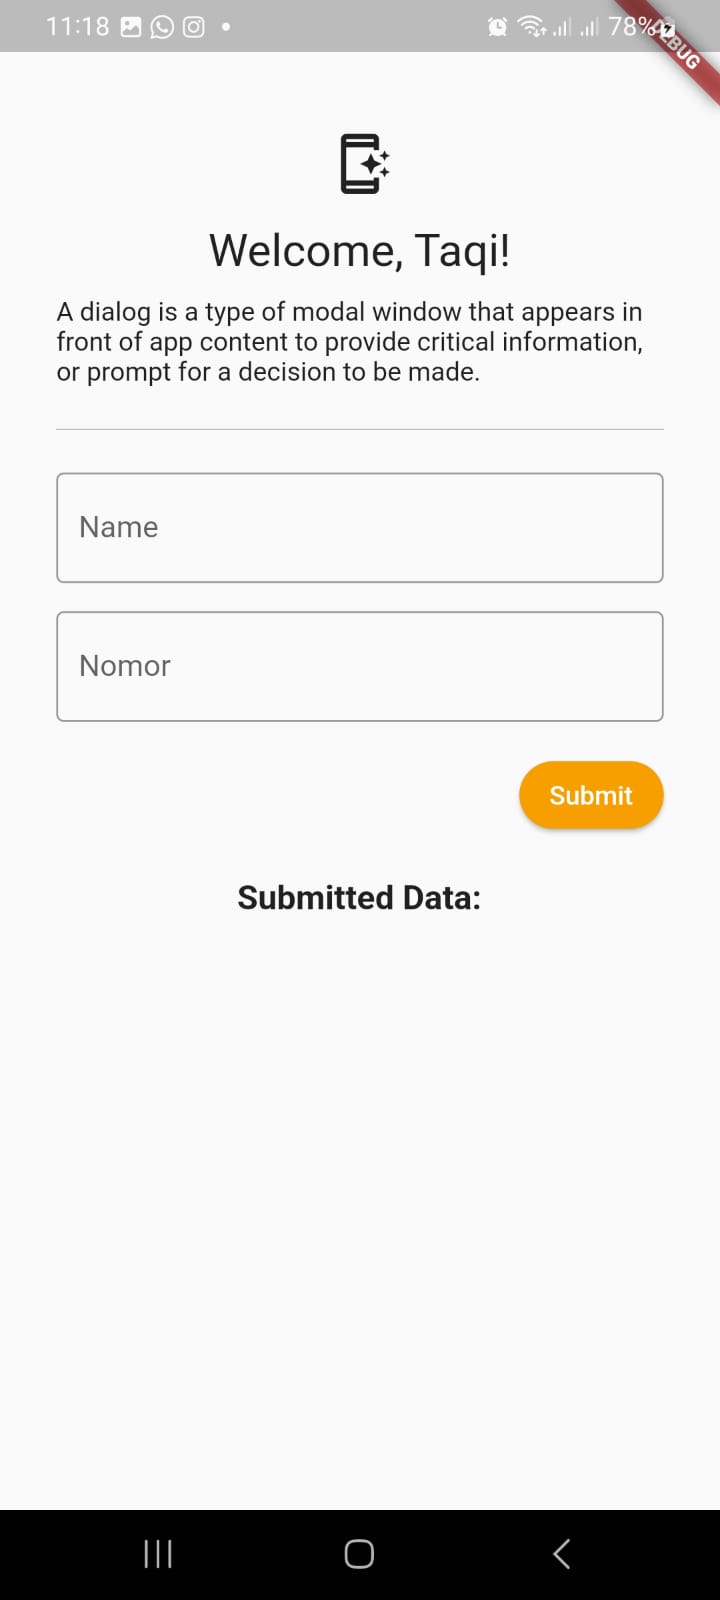 11:18
78%
DEBUG
Welcome, Taqi!
A dialog is a type of modal window that appears in
front of app content to provide critical information,
or prompt for a decision to be made.
Name
Nomor
Submit
Submitted Data: